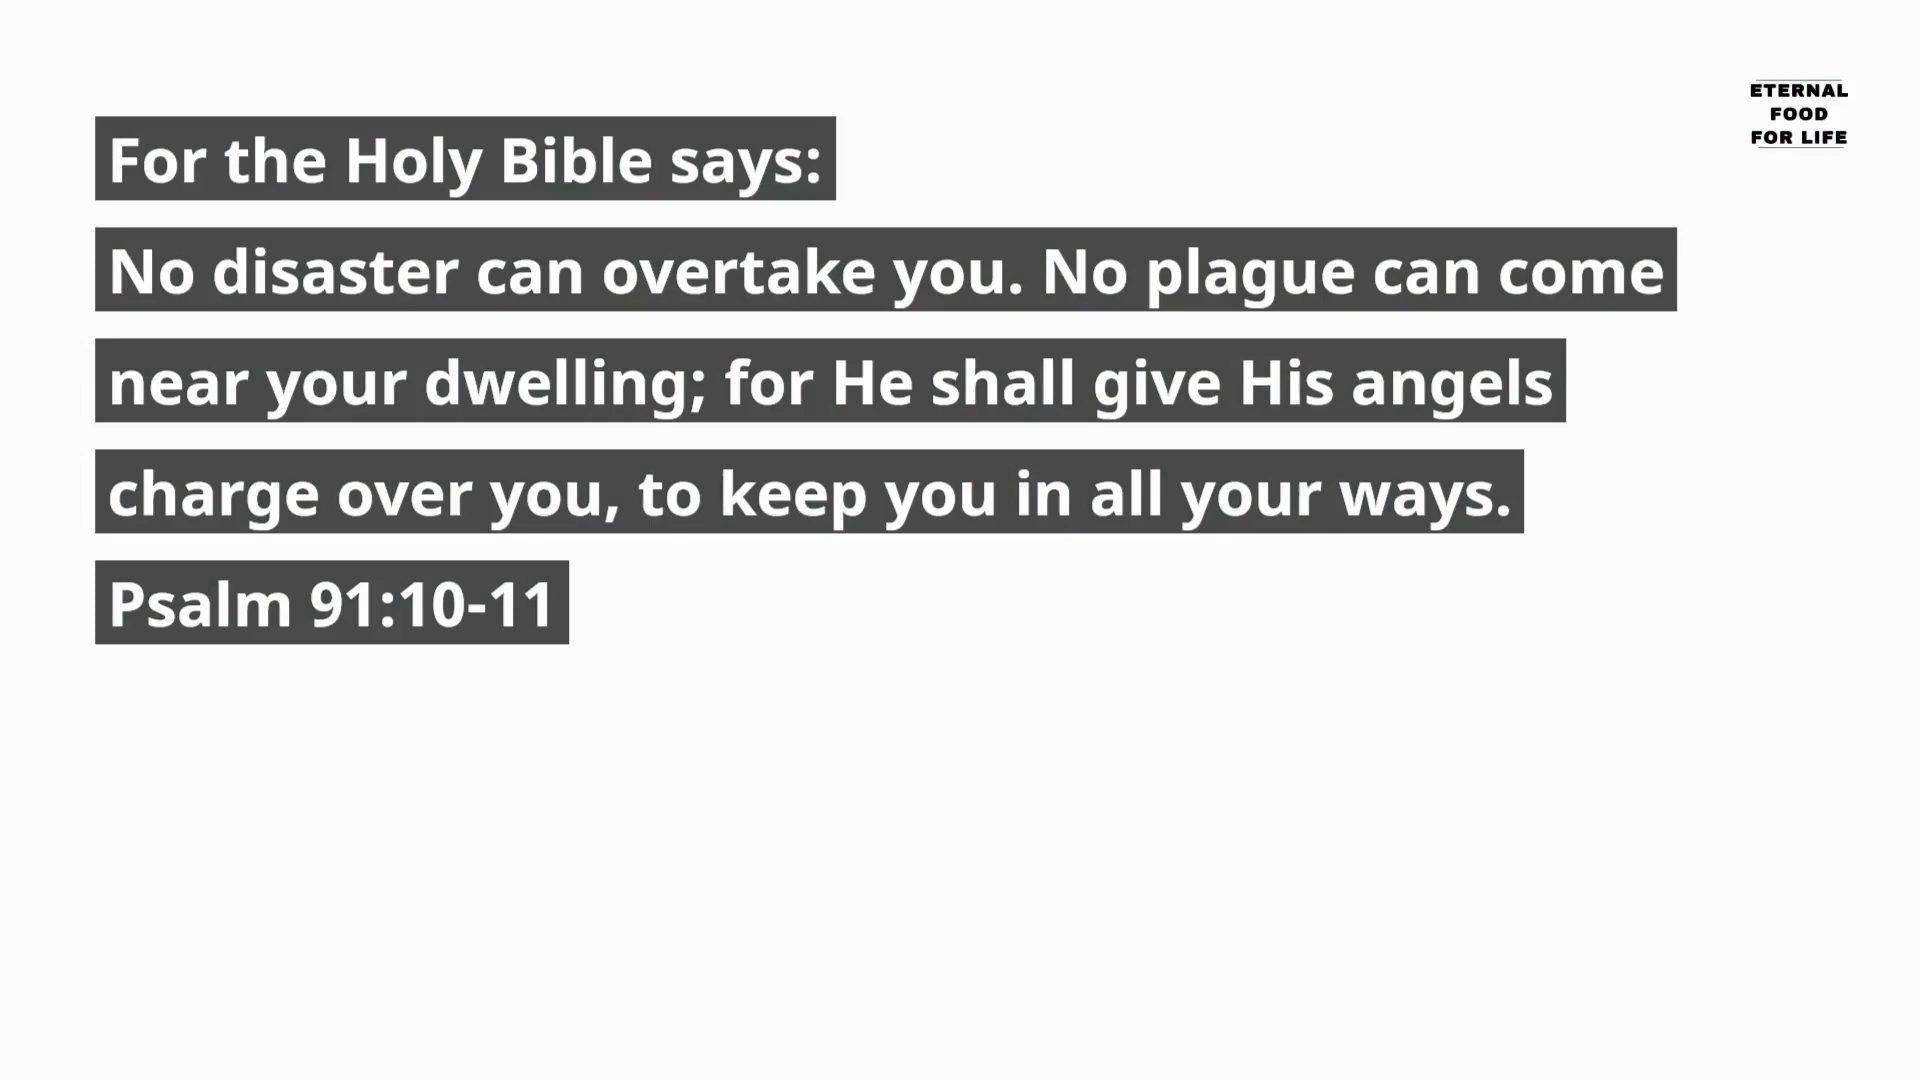 ETERNAL
FOOD
FOR LIFE
For the Holy Bible says:
No disaster can overtake you. No plague can come
near your dwelling; for He shall give His angels
charge over you, to keep you in all your ways.
Psalm 91:10-11